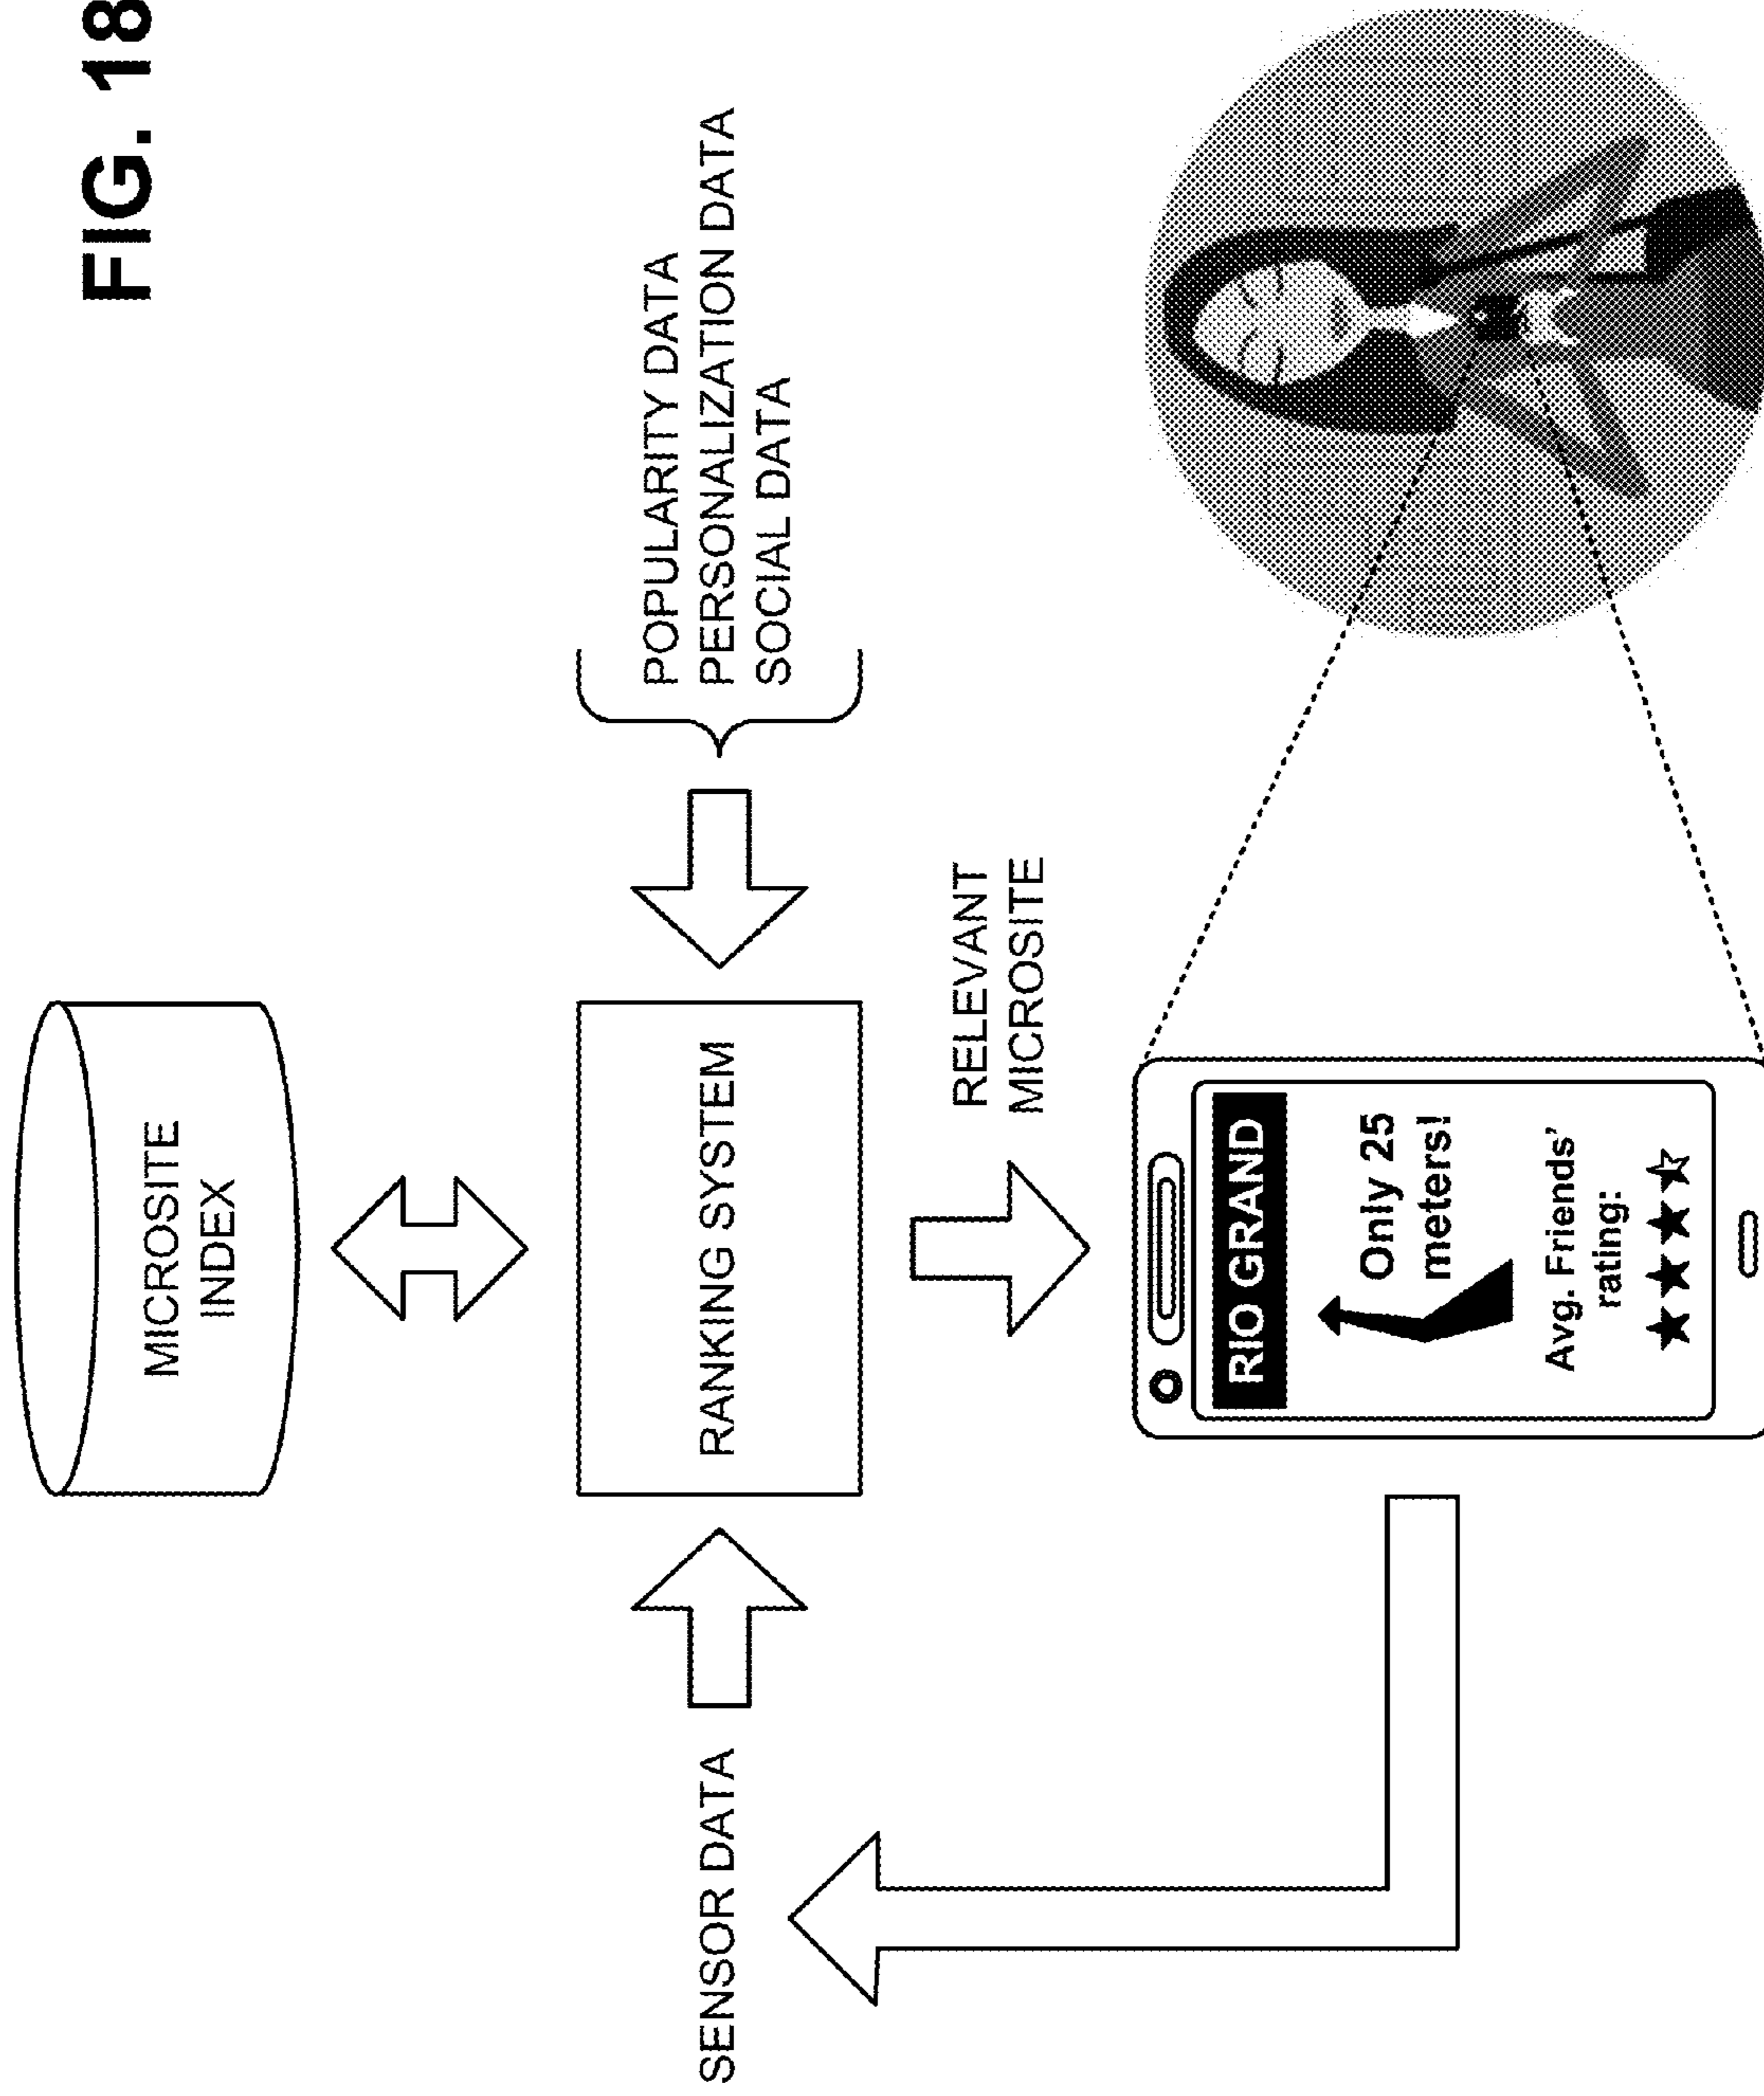 FIG. 18
MICROSITE
INDEX
SENSOR DATA
RANKING SYSTEM
POPULARITY DATA
PERSONALIZATION DATA
SOCIAL DATA
RELEVANT
MICROSITE
RIO GRAND
Only 25
meters!
Avg. Friends’
rating: